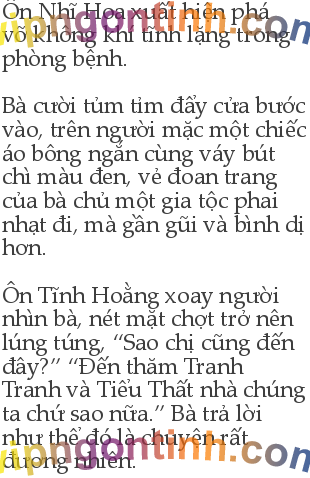 Ôn Nhĩ Hoa xuất hiện phá
vỡ không khí tĩnh lặng trong
phòng bệnh.
Bà cười tủm tỉm đẩy cửa bước
vào, trên người mặc một chiếc
áo bông ngắn cùng váy bút
chì màu đen, vẻ đoan trang
của bà chủ một gia tộc phai
nhạt đi, mà gần gũi và bình dị
hơn.
Ôn Tĩnh Hoằng xoay người
nhìn bà, nét mặt chợt trở nên
lúng túng, “Sao chị cũng đến
đây?” “Đến thăm Tranh
Tranh và Tiểu Thất nhà chúng
ta chứ sao nữa.” Bà trả lời
như thể đó là chuyện rất
đương nhiên.
vipngontinh.com
vipngontinh.com